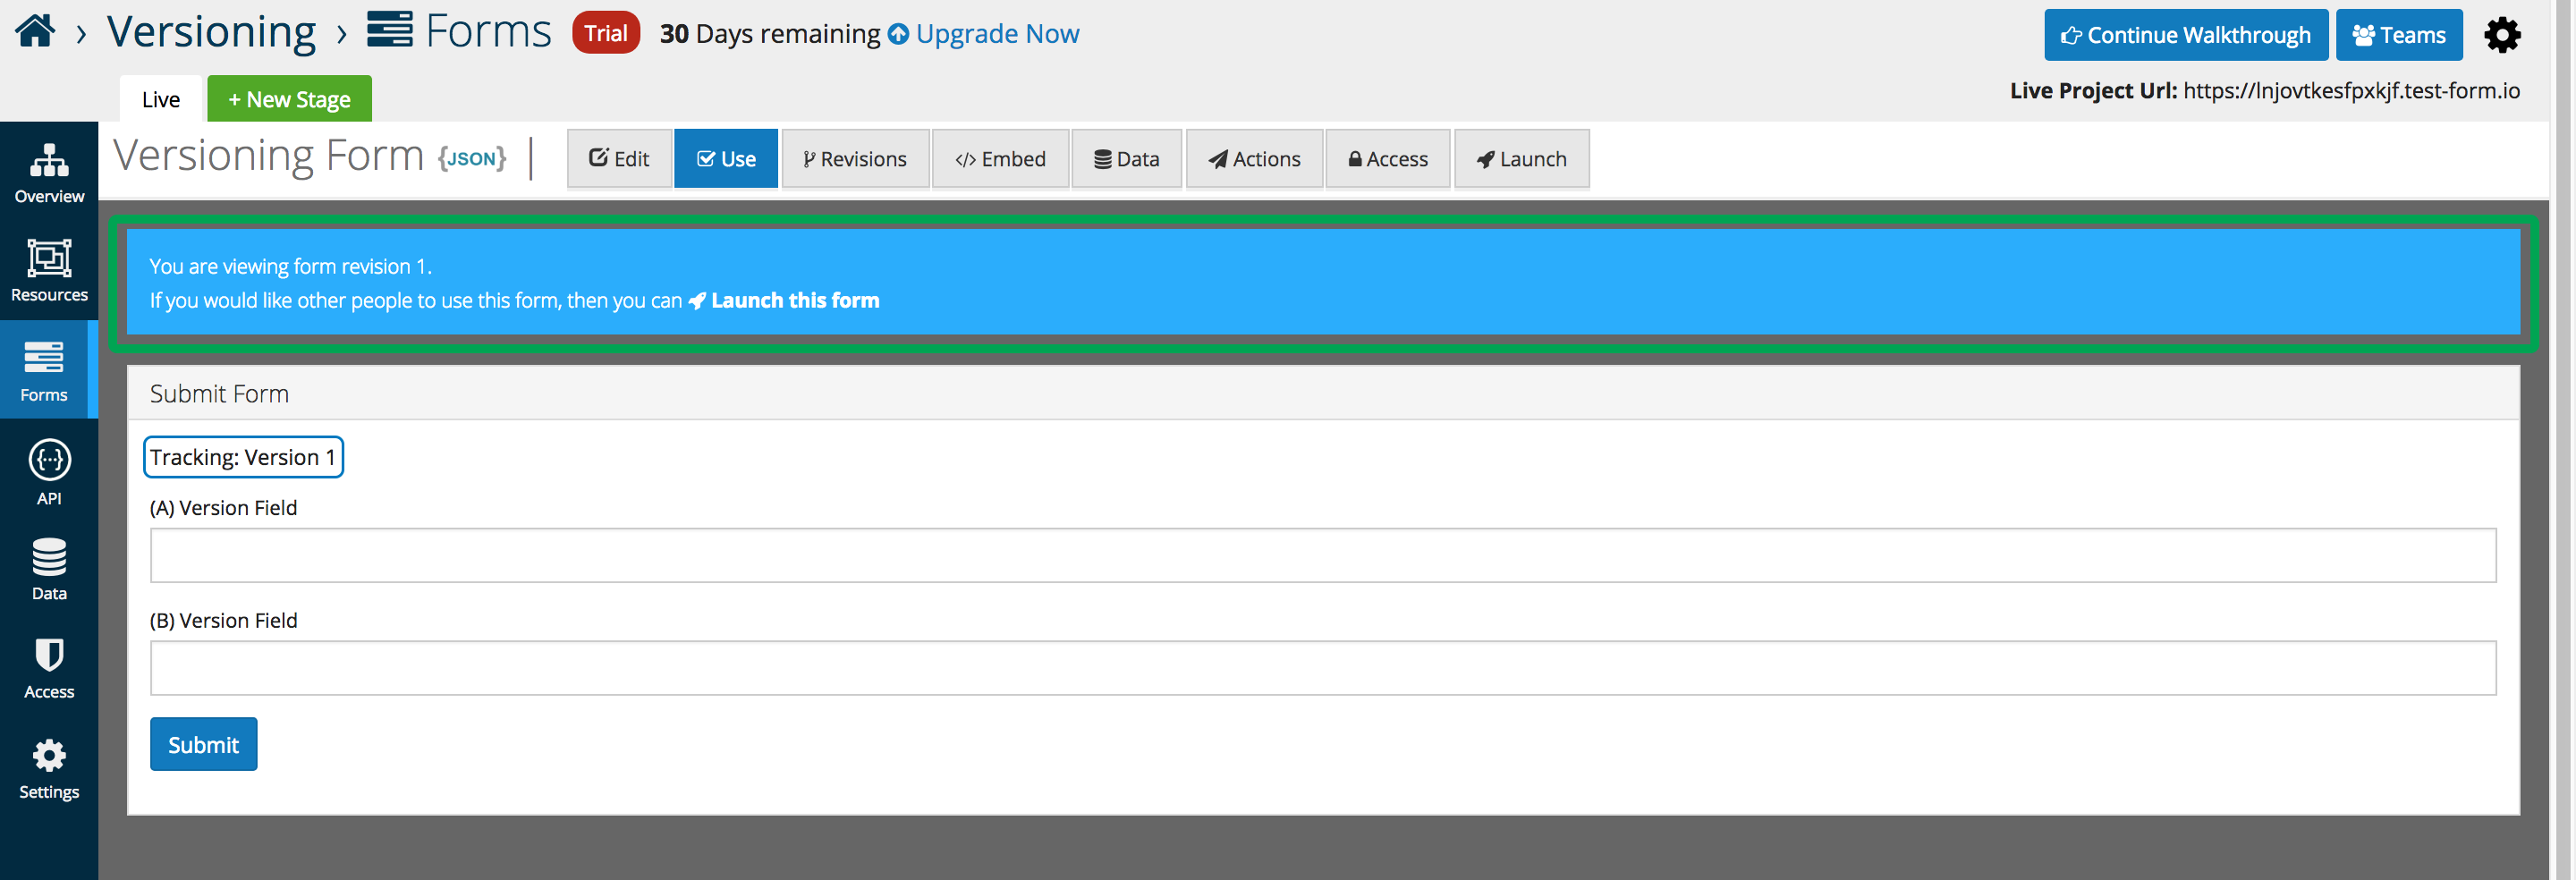 › Versioning › Forms Trial 30 Days remaining Upgrade Now Continue Walkthrough Teams
Live + New Stage Live Project Url: https://lnjovtkesfpxkjf.test-form.io
Versioning Form {JSON} | Edit Use Revisions </> Embed Data Actions Access Launch
Overview
Resources
Forms
API
Data
Access
Settings
You are viewing form revision 1.
If you would like other people to use this form, then you can Launch this form
Submit Form
Tracking: Version 1
(A) Version Field
(B) Version Field
Submit